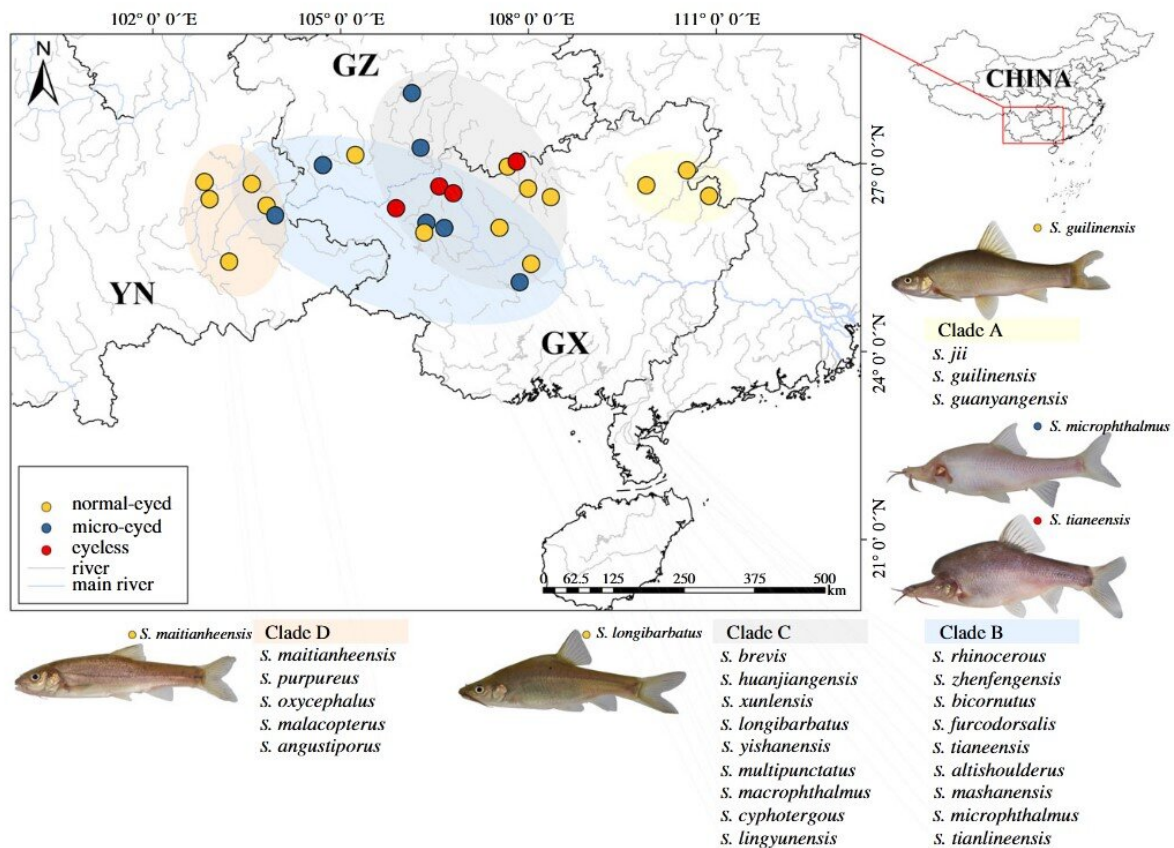 102° 0' 0´´E
105° 0' 0´´E
108° 0' 0´´E
111° 0' 0´´E
N
GZ
YN
GX
CHINA
27° 0' 0´´N
24° 0' 0´´N
21° 0' 0´´N
normal-eyed
micro-eyed
eyeless
river
main river
0 62.5 125 250 375 500
km
S. guilinensis
Clade A
S. jii
S. guilinensis
S. guanyangensis
S. microphthalmus
S. tianeensis
S. maitianheensis
Clade D
S. maitianheensis
S. purpureus
S. oxycephalus
S. malacopterus
S. angustiporus
S. longibarbatus
Clade C
S. brevis
S. huanjiangensis
S. xunlensis
S. longibarbatus
S. yishanensis
S. multipunctatus
S. macrophthalmus
S. cyphotergous
S. lingyunensis
Clade B
S. rhinocerous
S. zhenfengensis
S. bicornutus
S. furcodorsalis
S. tianeensis
S. altishoulderus
S. mashanensis
S. microphthalmus
S. tianlineensis